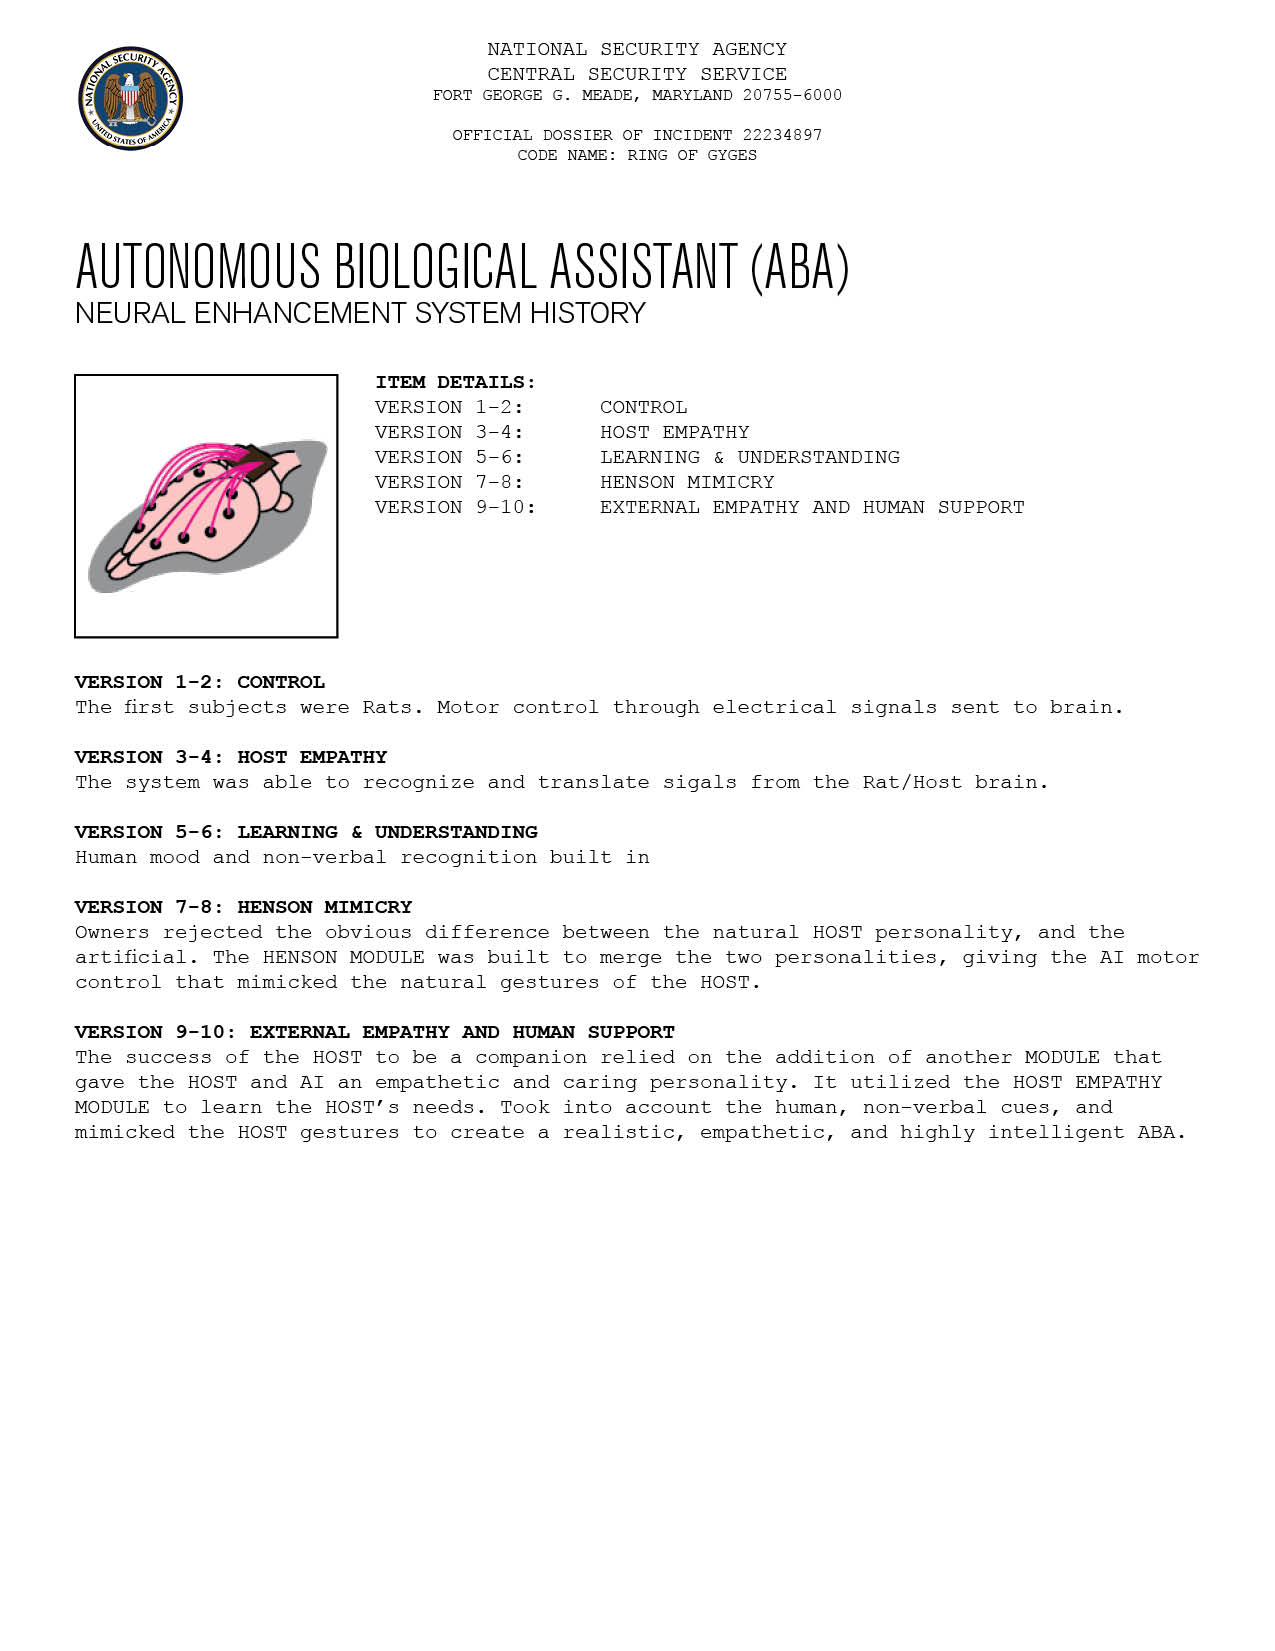 NATIONAL SECURITY AGENCY
UNITED STATES OF AMERICA
NATIONAL SECURITY AGENCY
CENTRAL SECURITY SERVICE
FORT GEORGE G. MEADE, MARYLAND 20755-6000
OFFICIAL DOSSIER OF INCIDENT 22234897
CODE NAME: RING OF GYGES
AUTONOMOUS BIOLOGICAL ASSISTANT (ABA)
NEURAL ENHANCEMENT SYSTEM HISTORY
ITEM DETAILS:
VERSION 1-2: CONTROL
VERSION 3-4: HOST EMPATHY
VERSION 5-6: LEARNING & UNDERSTANDING
VERSION 7-8: HENSON MIMICRY
VERSION 9-10: EXTERNAL EMPATHY AND HUMAN SUPPORT
VERSION 1-2: CONTROL
The first subjects were Rats. Motor control through electrical signals sent to brain.
VERSION 3-4: HOST EMPATHY
The system was able to recognize and translate sigals from the Rat/Host brain.
VERSION 5-6: LEARNING & UNDERSTANDING
Human mood and non-verbal recognition built in
VERSION 7-8: HENSON MIMICRY
Owners rejected the obvious difference between the natural HOST personality, and the
artificial. The HENSON MODULE was built to merge the two personalities, giving the AI motor
control that mimicked the natural gestures of the HOST.
VERSION 9-10: EXTERNAL EMPATHY AND HUMAN SUPPORT
The success of the HOST to be a companion relied on the addition of another MODULE that
gave the HOST and AI an empathetic and caring personality. It utilized the HOST EMPATHY
MODULE to learn the HOST’s needs. Took into account the human, non-verbal cues, and
mimicked the HOST gestures to create a realistic, empathetic, and highly intelligent ABA.